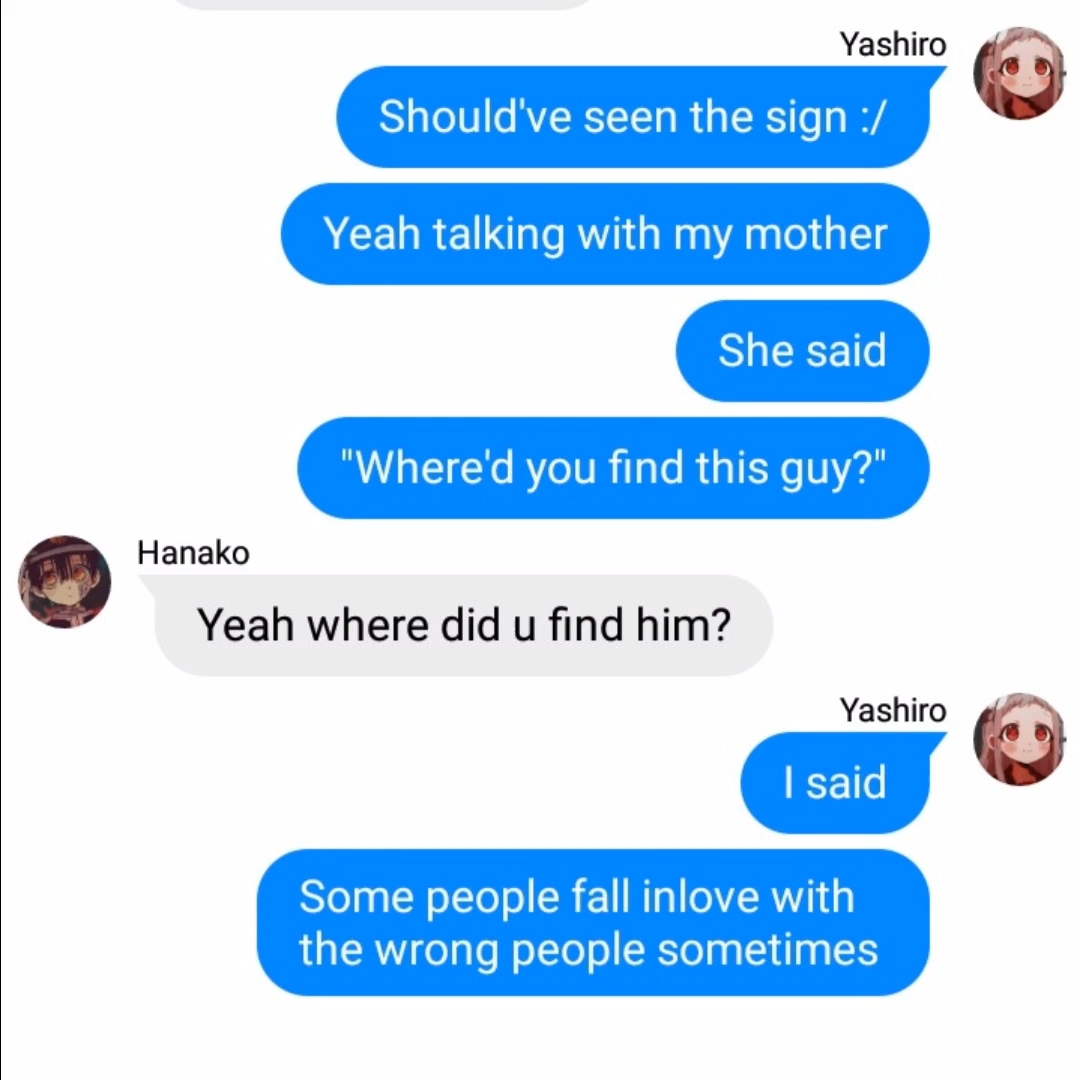 Yashiro
Should've seen the sign :/
Yeah talking with my mother
She said
"Where'd you find this guy?"
Hanako
Yeah where did u find him?
Yashiro
I said
Some people fall inlove with
the wrong people sometimes